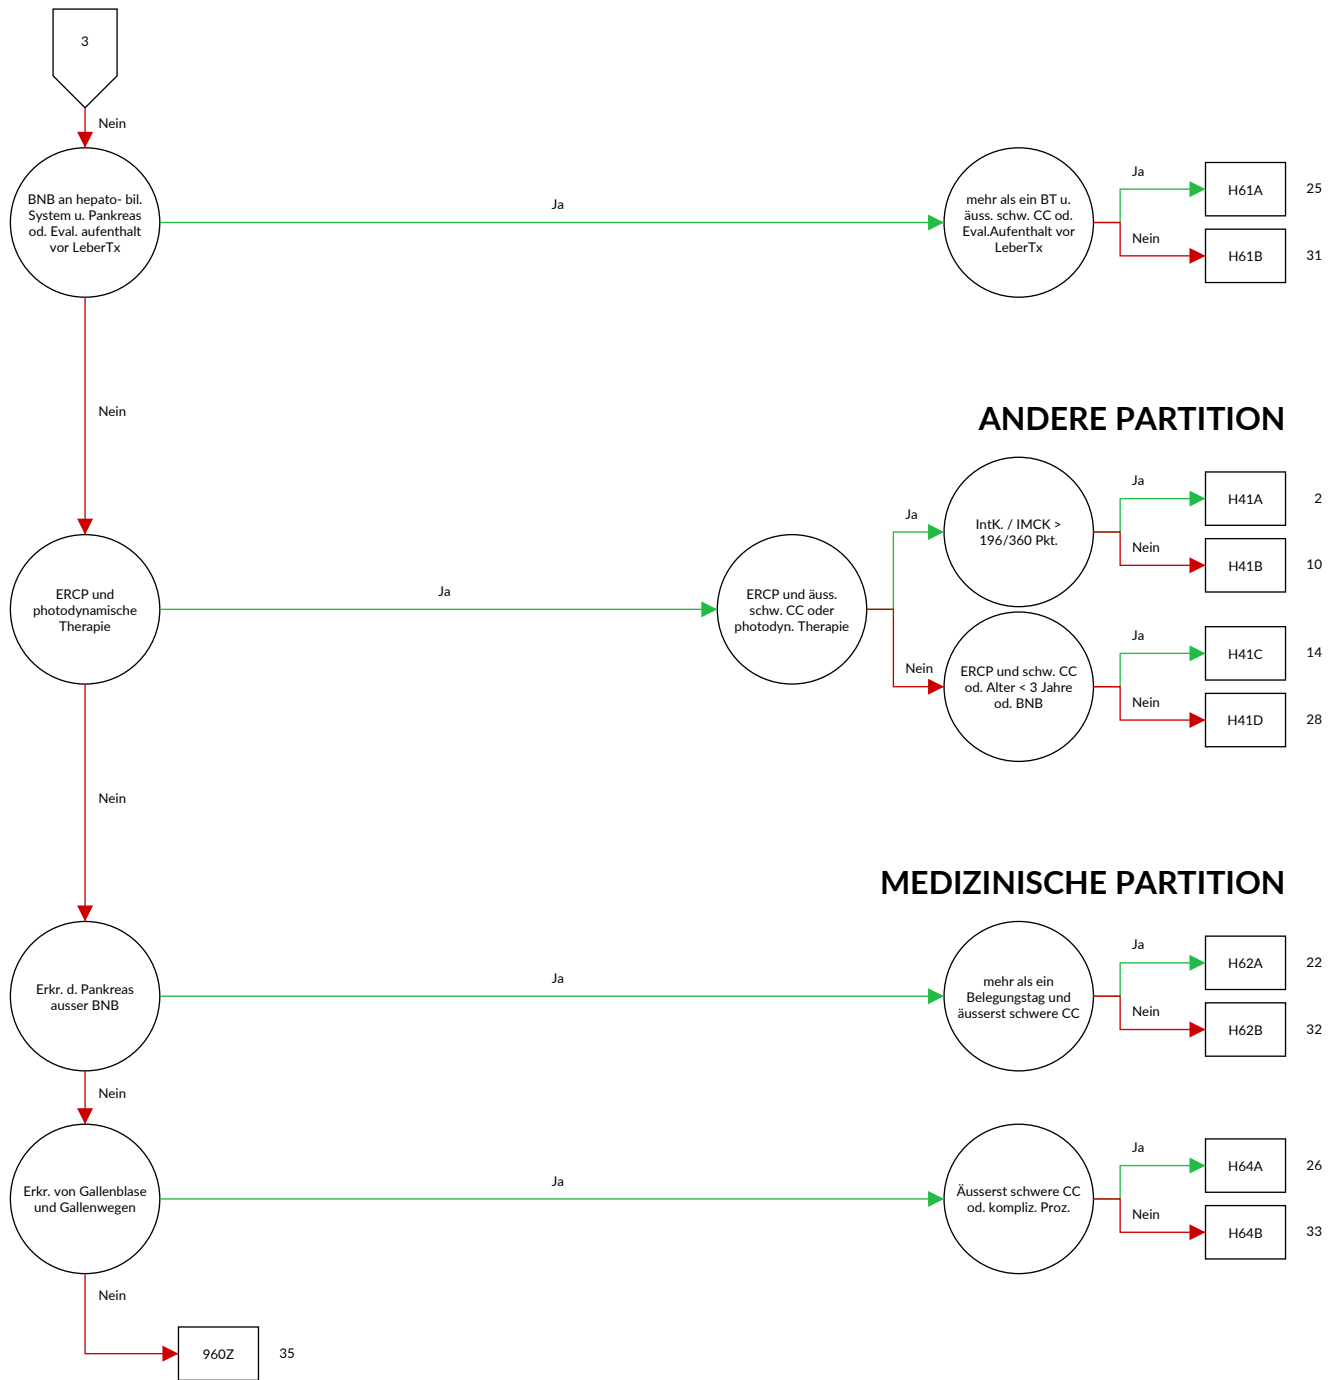 3
Nein
BNB an hepato- bil.
System u. Pankreas
od. Eval. aufenthalt
vor LeberTx
Ja
mehr als ein BT u.
äuss. schw. CC od.
Eval.Aufenthalt vor
LeberTx
Ja
H61A
25
Nein
H61B
31
Nein
ANDERE PARTITION
ERCP und
photodynamische
Therapie
Ja
ERCP und äuss.
schw. CC oder
photodyn. Therapie
Ja
IntK. / IMCK >
196/360 Pkt.
Ja
H41A
2
Nein
H41B
10
Nein
ERCP und schw. CC
od. Alter < 3 Jahre
od. BNB
Ja
H41C
14
Nein
H41D
28
Nein
MEDIZINISCHE PARTITION
Erkr. d. Pankreas
ausser BNB
Ja
mehr als ein
Belegungstag und
äusserst schwere CC
Ja
H62A
22
Nein
H62B
32
Nein
Erkr. von Gallenblase
und Gallenwegen
Ja
Äusserst schwere CC
od. kompliz. Proz.
Ja
H64A
26
Nein
H64B
33
Nein
960Z
35